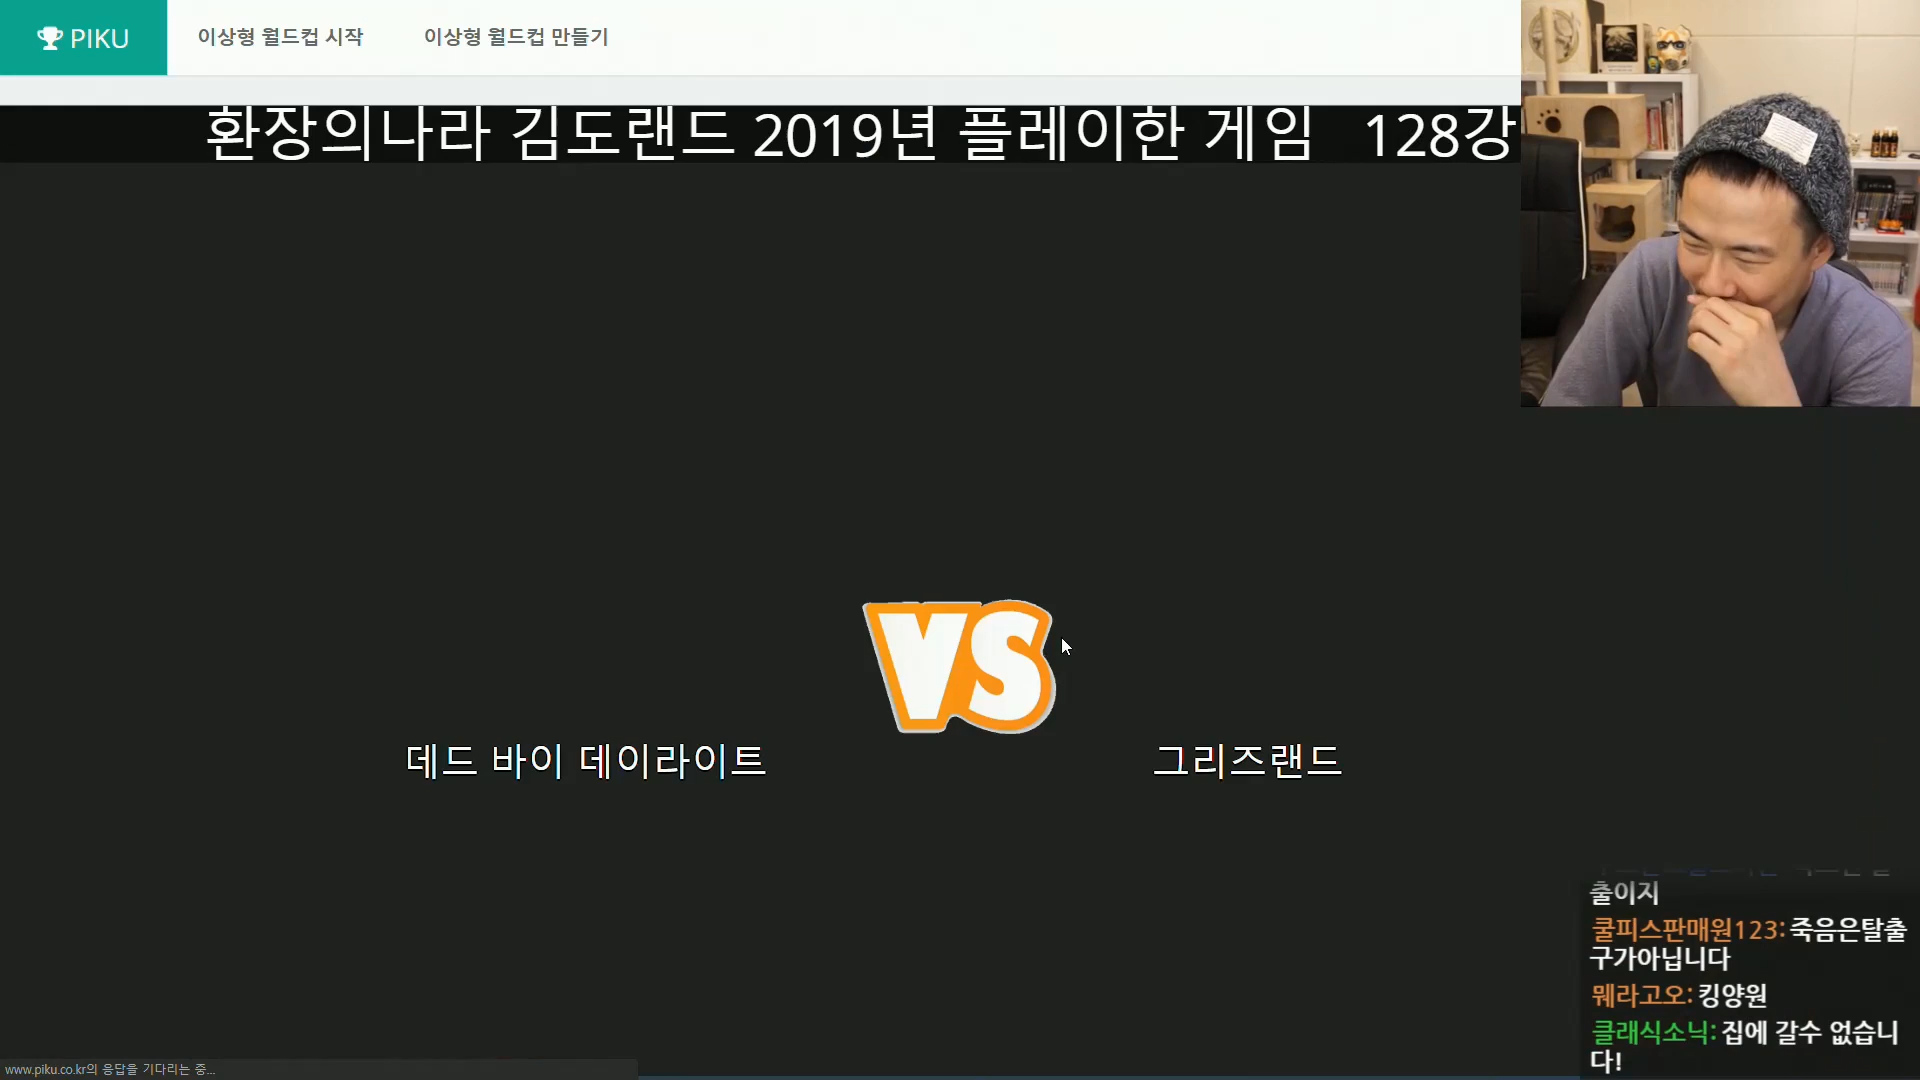 PIKU
이상형 월드컵 시작
이상형 월드컵 만들기
환장의나라 김도랜드 2019년 플레이한 게임 128강
VS
데드 바이 데이라이트
그리즈랜드
출이지
쿨피스판매원123: 죽음은탈출
구가아닙니다
뭬라고오: 킹양원
클래식소닉: 집에 갈수 없습니
다!
www.piku.co.kr의 응답을 기다리는 중...